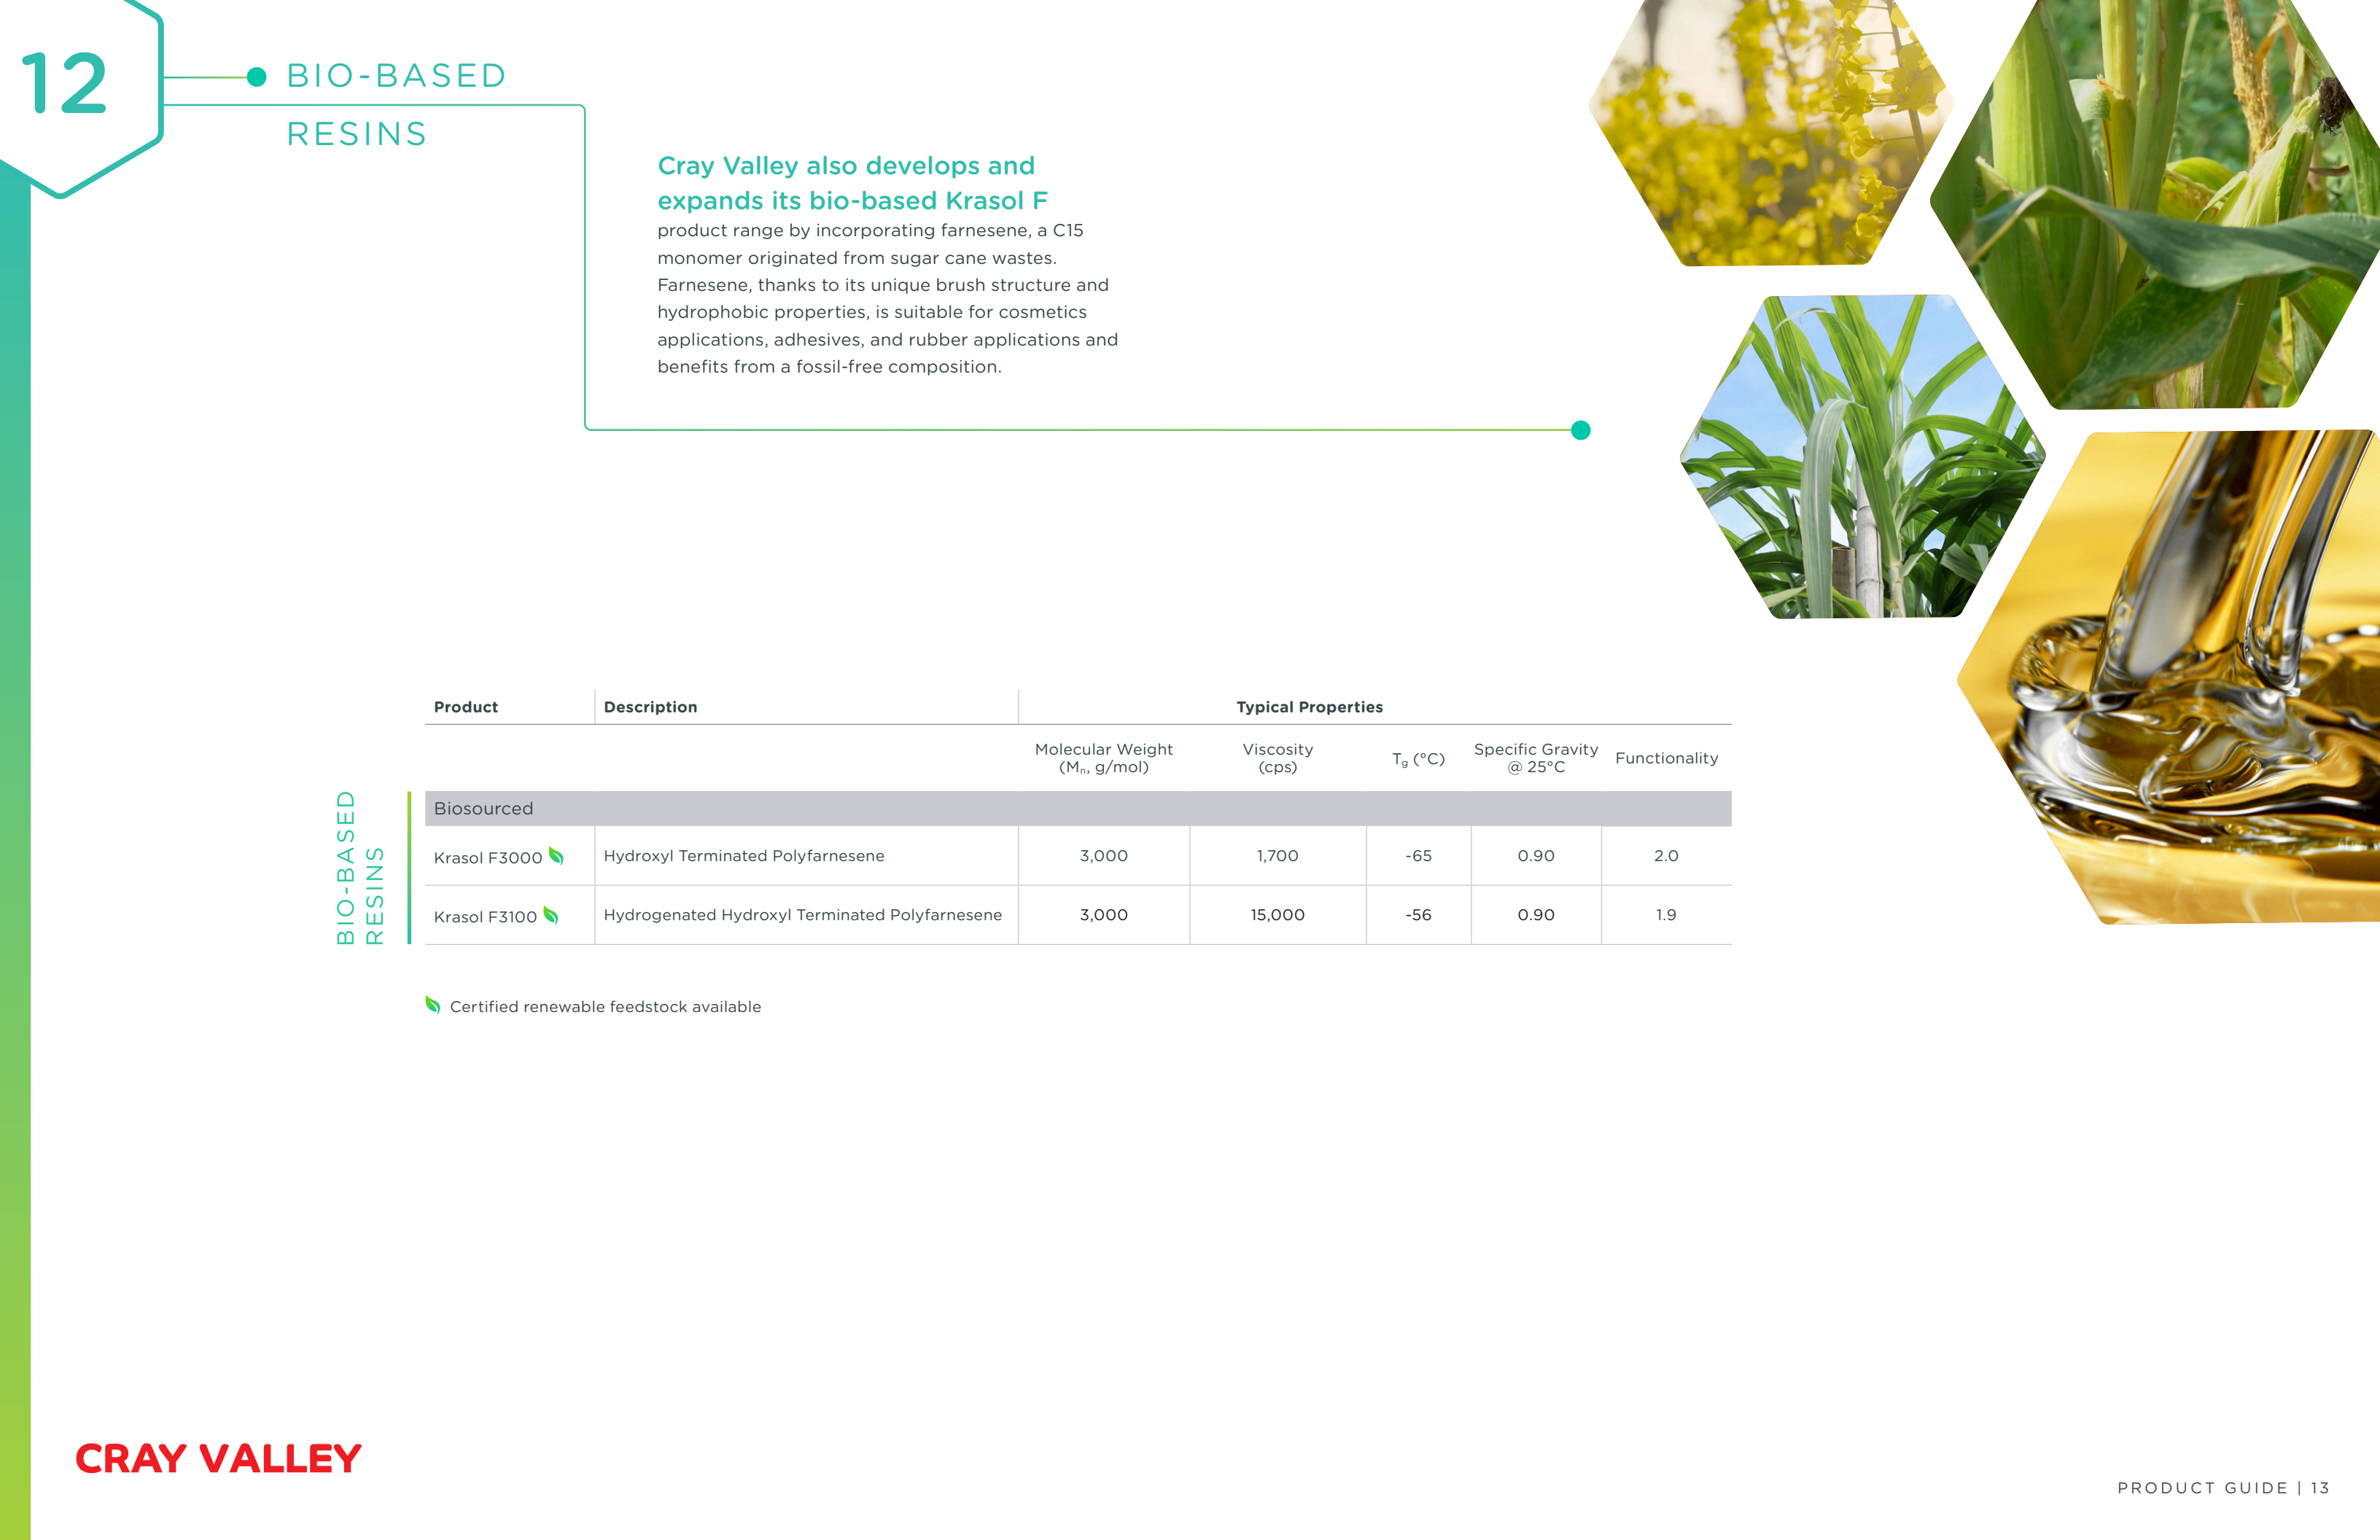 12
BIO-BASED
RESINS
Cray Valley also develops and
expands its bio-based Krasol F
product range by incorporating farnesene, a C15
monomer originated from sugar cane wastes.
Farnesene, thanks to its unique brush structure and
hydrophobic properties, is suitable for cosmetics
applications, adhesives, and rubber applications and
benefits from a fossil-free composition.
Product Description Typical Properties
Molecular Weight (Mₙ, g/mol) Viscosity (cps) Tg (°C) Specific Gravity @ 25°C Functionality
BIO-BASED
RESINS
Biosourced
Krasol F3000 Hydroxyl Terminated Polyfarnesene 3,000 1,700 -65 0.90 2.0
Krasol F3100 Hydrogenated Hydroxyl Terminated Polyfarnesene 3,000 15,000 -56 0.90 1.9
Certified renewable feedstock available
CRAY VALLEY
PRODUCT GUIDE | 13